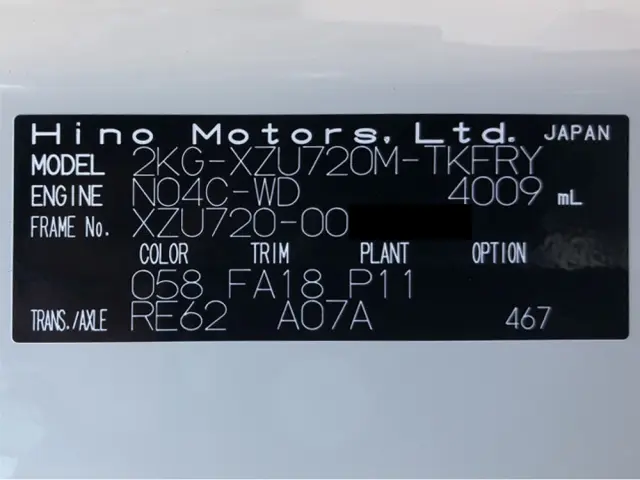 Hino Motors, Ltd. JAPAN
MODEL 2KG-XZU720M-TKFRY
ENGINE N04C-WD 4009 mL
FRAME No. XZU720-00
COLOR TRIM PLANT OPTION
058 FA18 P11
TRANS./AXLE RE62 A07A 467